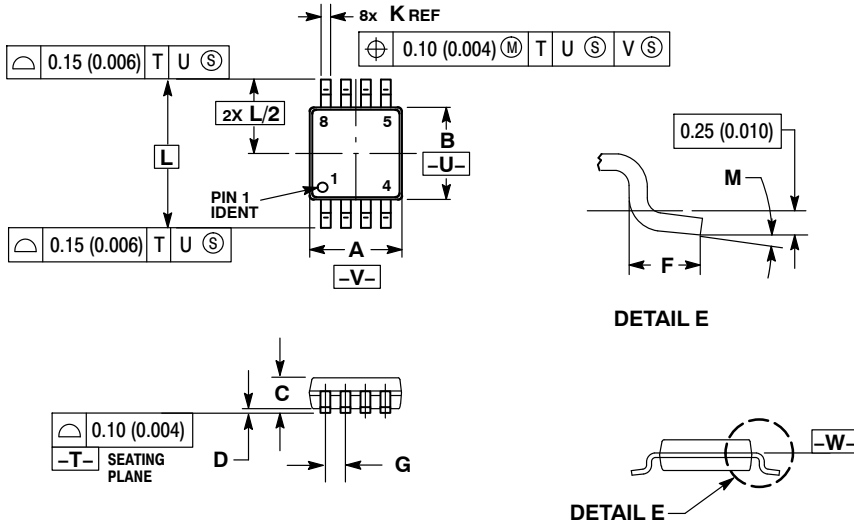 8x K REF
⌖ 0.10 (0.004) Ⓜ T U Ⓢ V Ⓢ
⌓ 0.15 (0.006) T U Ⓢ
2X L/2
8 5
L
B
-U-
1
4
PIN 1
IDENT
⌓ 0.15 (0.006) T U Ⓢ
A
-V-
0.25 (0.010)
M
F
DETAIL E
C
⌓ 0.10 (0.004)
-T- SEATING
PLANE
D
G
-W-
DETAIL E